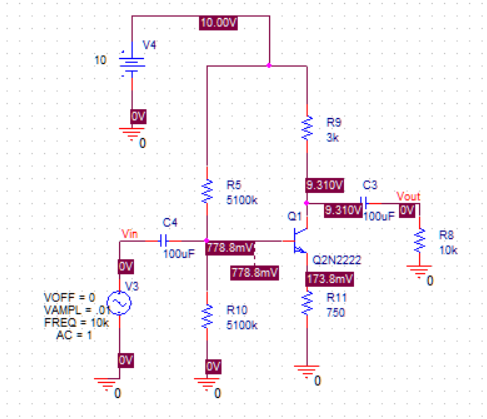 10.00V
V4
10
0V
0
R9
3k
R5
5100k
9.310V
C3
Vout
9.310V
100uF
0V
Q1
C4
Vin
100uF
778.8mV
778.8mV
Q2N2222
R8
10k
0
0V
173.8mV
V3
VOFF = 0
VAMPL = .01
FREQ = 10k
AC = 1
R10
5100k
R11
750
0V
0V
0
0
0